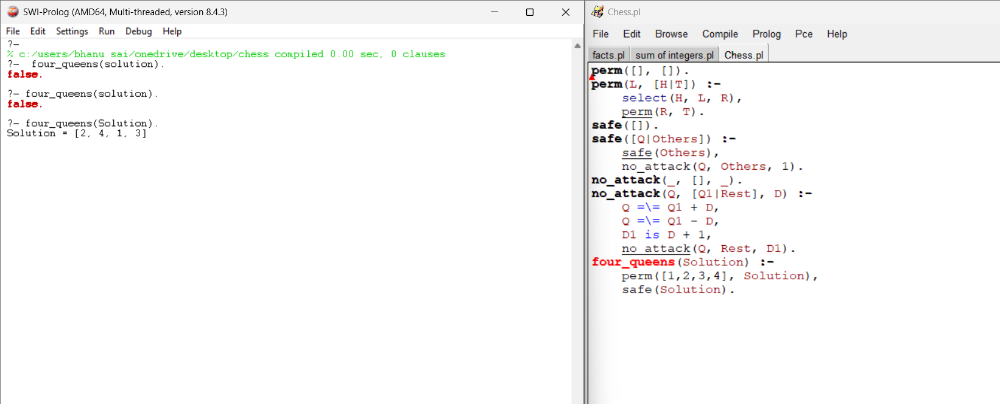 SWI-Prolog (AMD64, Multi-threaded, version 8.4.3)
File Edit Settings Run Debug Help
?-
% c:/users/bhanu sai/onedrive/desktop/chess compiled 0.00 sec, 0 clauses
?-  four_queens(solution).
false.
?- four_queens(solution).
false.
?- four_queens(Solution).
Solution = [2, 4, 1, 3]
Chess.pl
File Edit Browse Compile Prolog Pce Help
facts.pl sum of integers.pl Chess.pl
perm([], []).
perm(L, [H|T]) :-
    select(H, L, R),
    perm(R, T).
safe([]).
safe([Q|Others]) :-
    safe(Others),
    no_attack(Q, Others, 1).
no_attack(_, [], _).
no_attack(Q, [Q1|Rest], D) :-
    Q =\= Q1 + D,
    Q =\= Q1 - D,
    D1 is D + 1,
    no_attack(Q, Rest, D1).
four_queens(Solution) :-
    perm([1,2,3,4], Solution),
    safe(Solution).